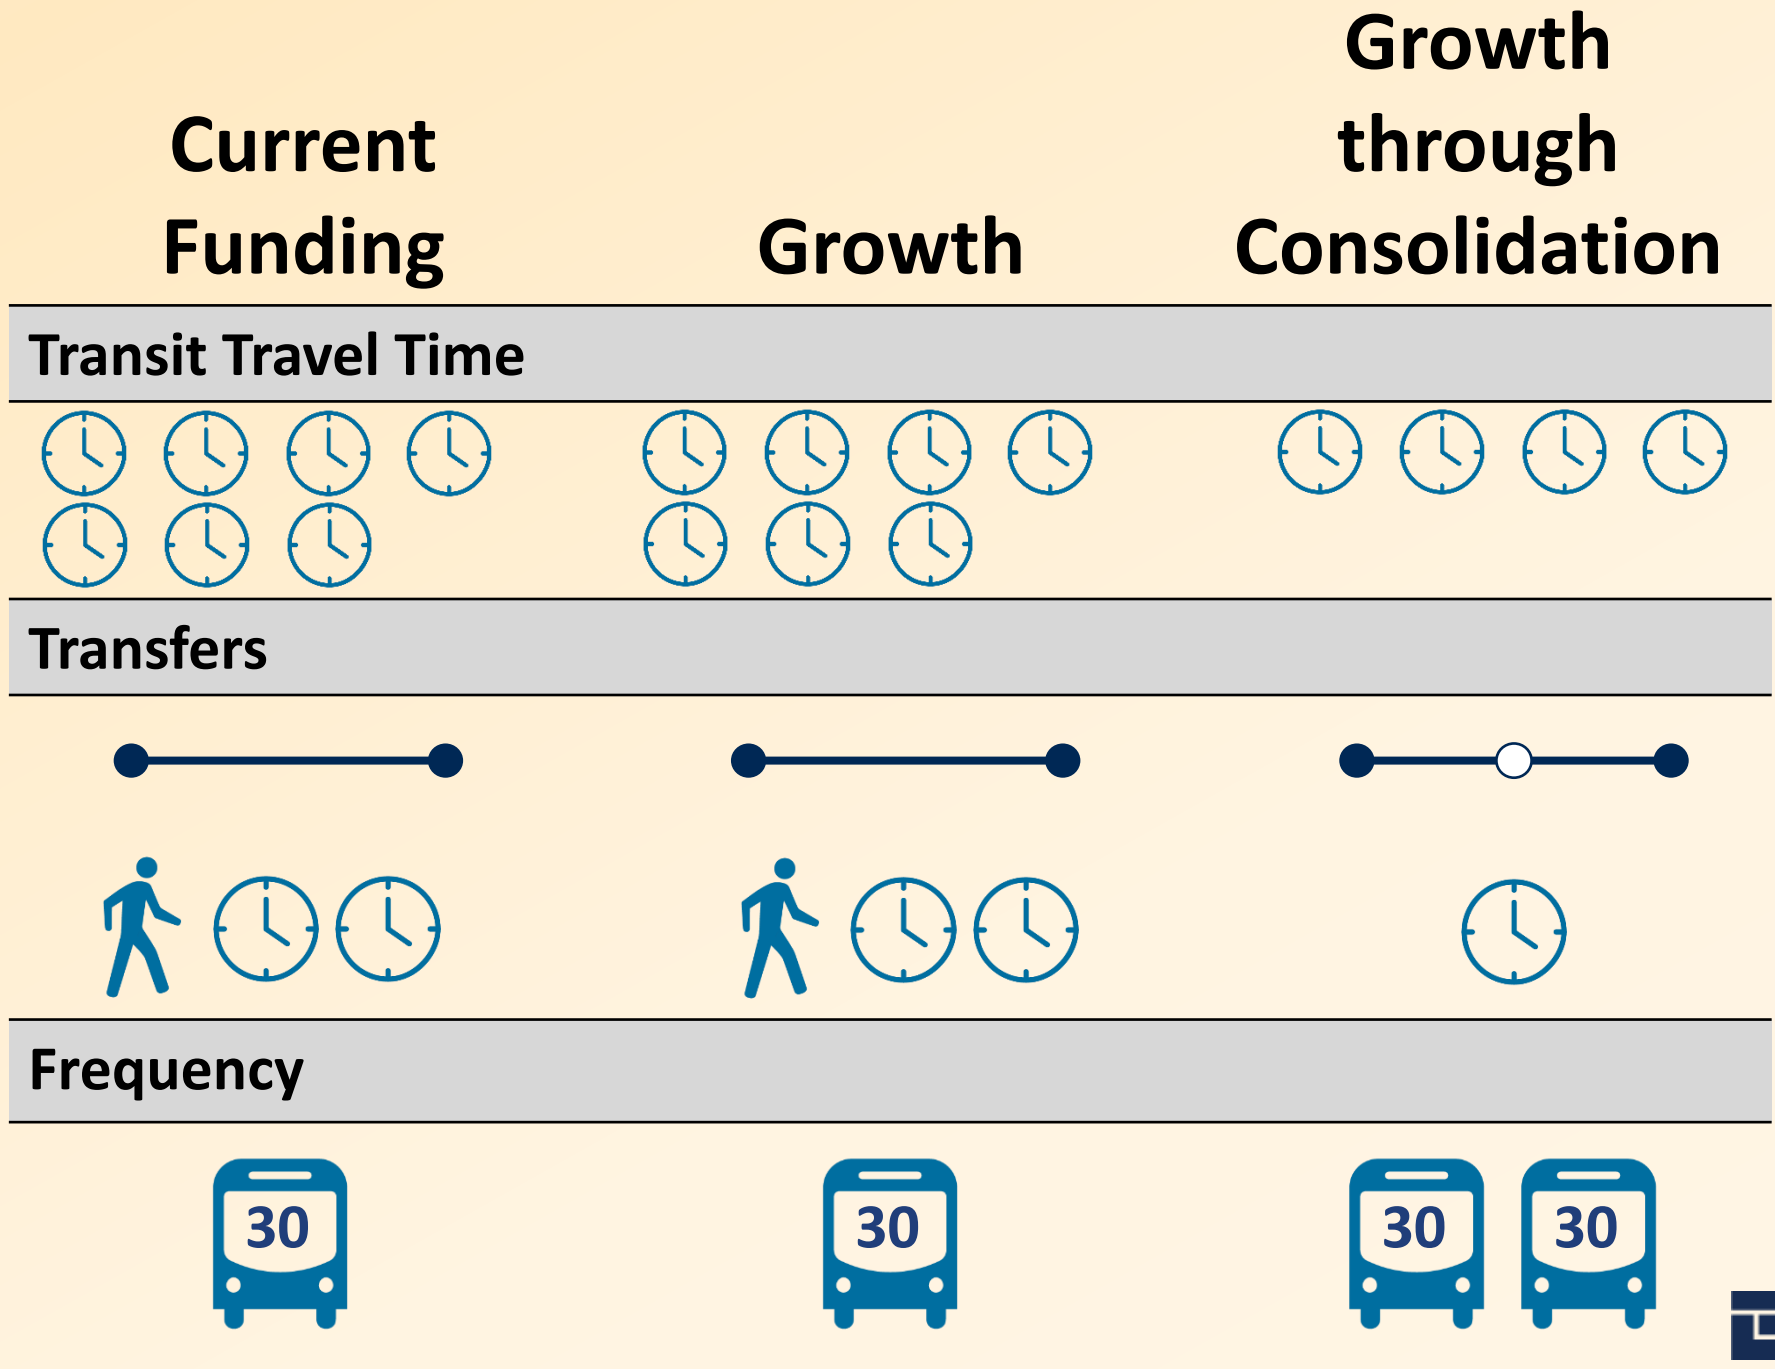 Current
Funding
Growth
Growth
through
Consolidation
Transit Travel Time
Transfers
Frequency
30
30
30
30